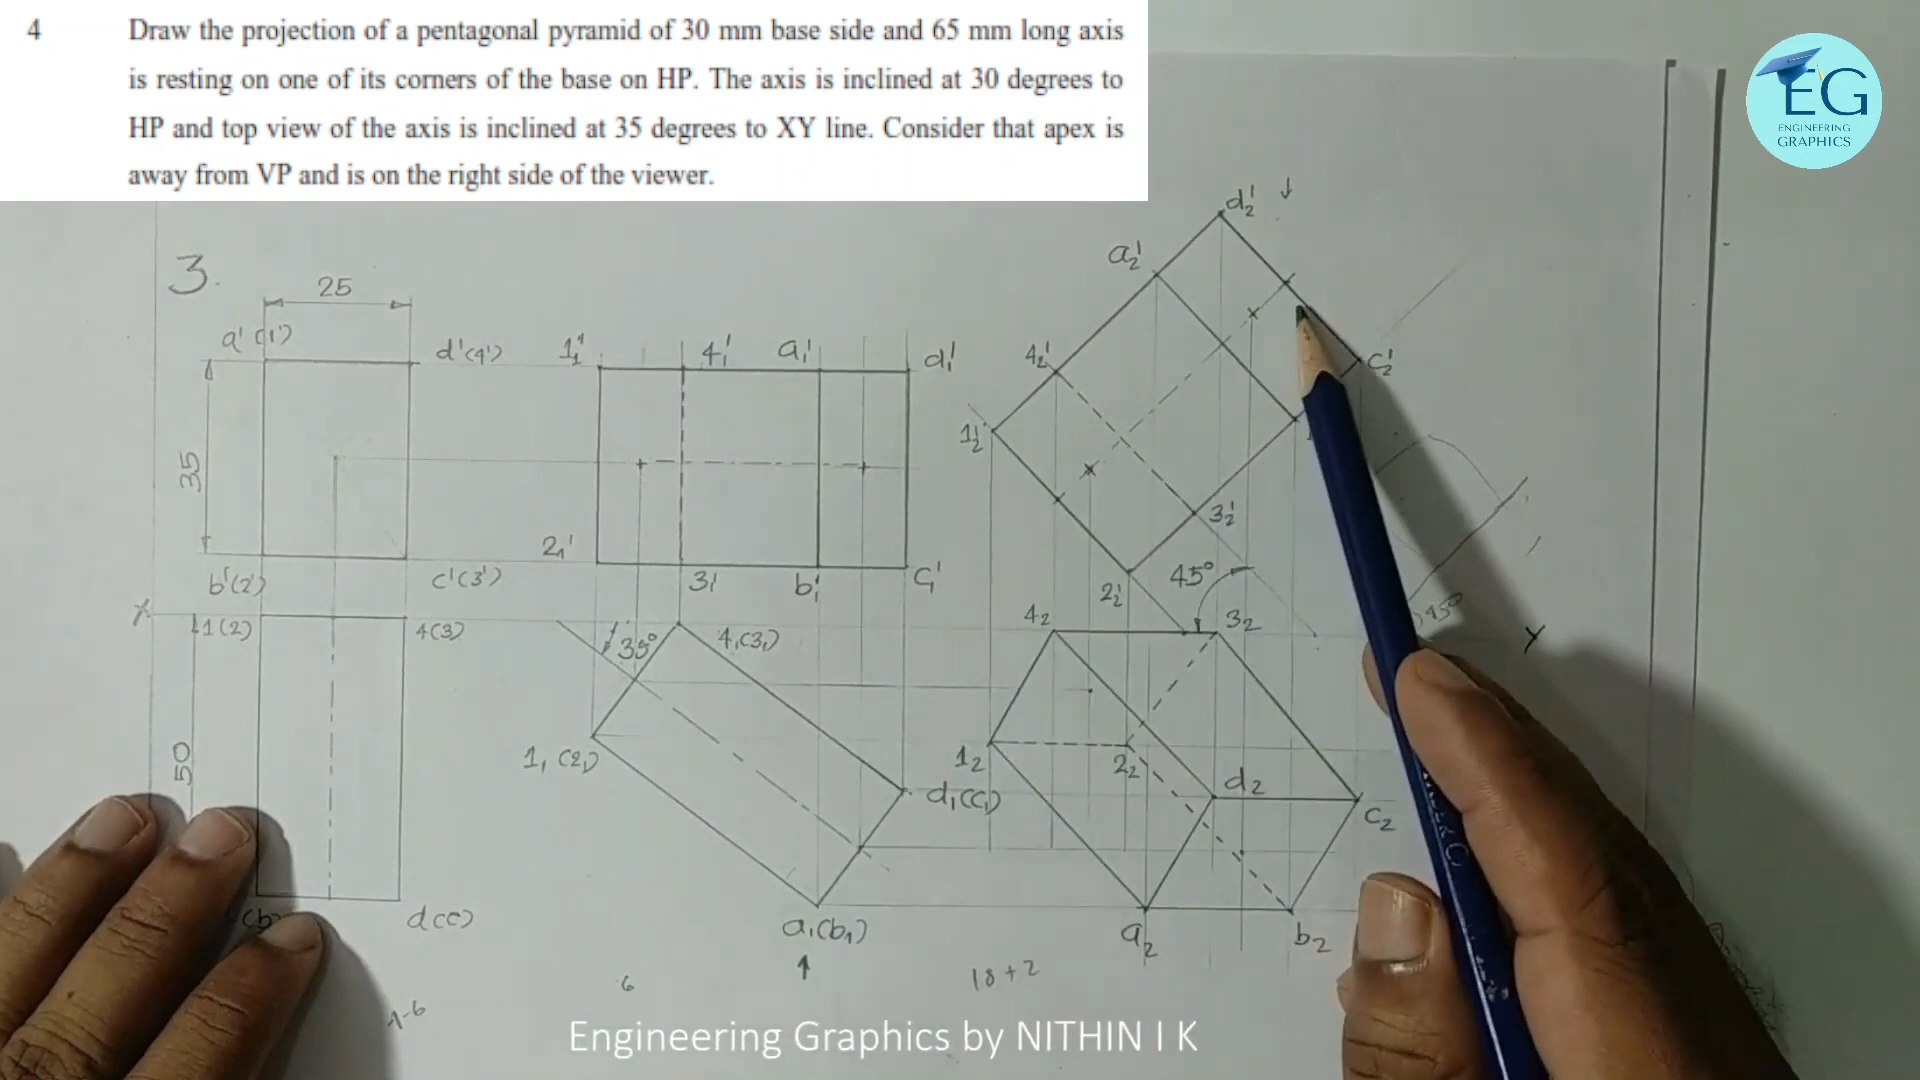 4 Draw the projection of a pentagonal pyramid of 30 mm base side and 65 mm long axis
is resting on one of its corners of the base on HP. The axis is inclined at 30 degrees to
HP and top view of the axis is inclined at 35 degrees to XY line. Consider that apex is
away from VP and is on the right side of the viewer.
EG
ENGINEERING
GRAPHICS
3.
25
a'(1')
d'(4')
35
b'(2')
c'(3')
X
1(2)
4(3)
50
(b)
d(c)
1₁'
4₁'
a₁'
d₁'
2₁'
3₁'
b₁'
c₁'
35°
4₁(3₁)
1₁(2₁)
d₁(c₁)
a₁(b₁)
d₂'
a₂'
4₂'
c₂'
1₂'
3₂'
2₂'
45°
45°
Y
4₂
3₂
1₂
2₂
d₂
c₂
a₂
b₂
6
18+2
1-6
Engineering Graphics by NITHIN I K